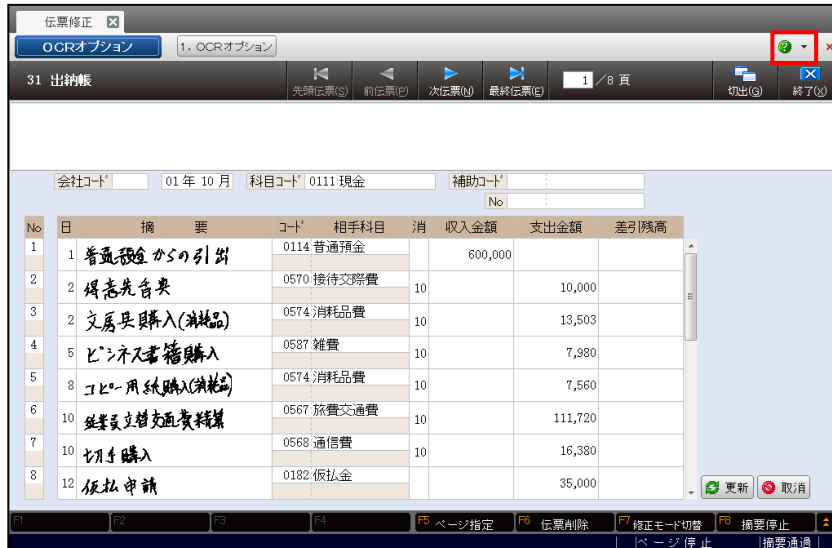 伝票修正
OCRオプション 1. OCRオプション
31 出納帳 先頭伝票(S) 前伝票(P) 次伝票(N) 最終伝票(E) 1 /8 頁 切出(G) 終了(X)
会社コード 01年 10月 科目コード 0111 現金 補助コード
No
No 日 摘 要 コード 相手科目 消 収入金額 支出金額 差引残高
1 1 普通預金からの引出 0114 普通預金 600,000
2 2 得意先香典 0570 接待交際費 10 10,000
3 2 文房具購入(消耗品) 0574 消耗品費 10 13,503
4 5 ビジネス書籍購入 0587 雑費 10 7,980
5 8 コピー用紙購入(消耗品) 0574 消耗品費 10 7,560
6 10 従業員立替交通費精算 0567 旅費交通費 10 111,720
7 10 切手購入 0568 通信費 10 16,380
8 12 仮払申請 0182 仮払金 35,000
更新 取消
F1 F2 F3 F4 F5 ページ指定 F6 伝票削除 F7 修正モード切替 F8 摘要停止
ページ停止 摘要通過